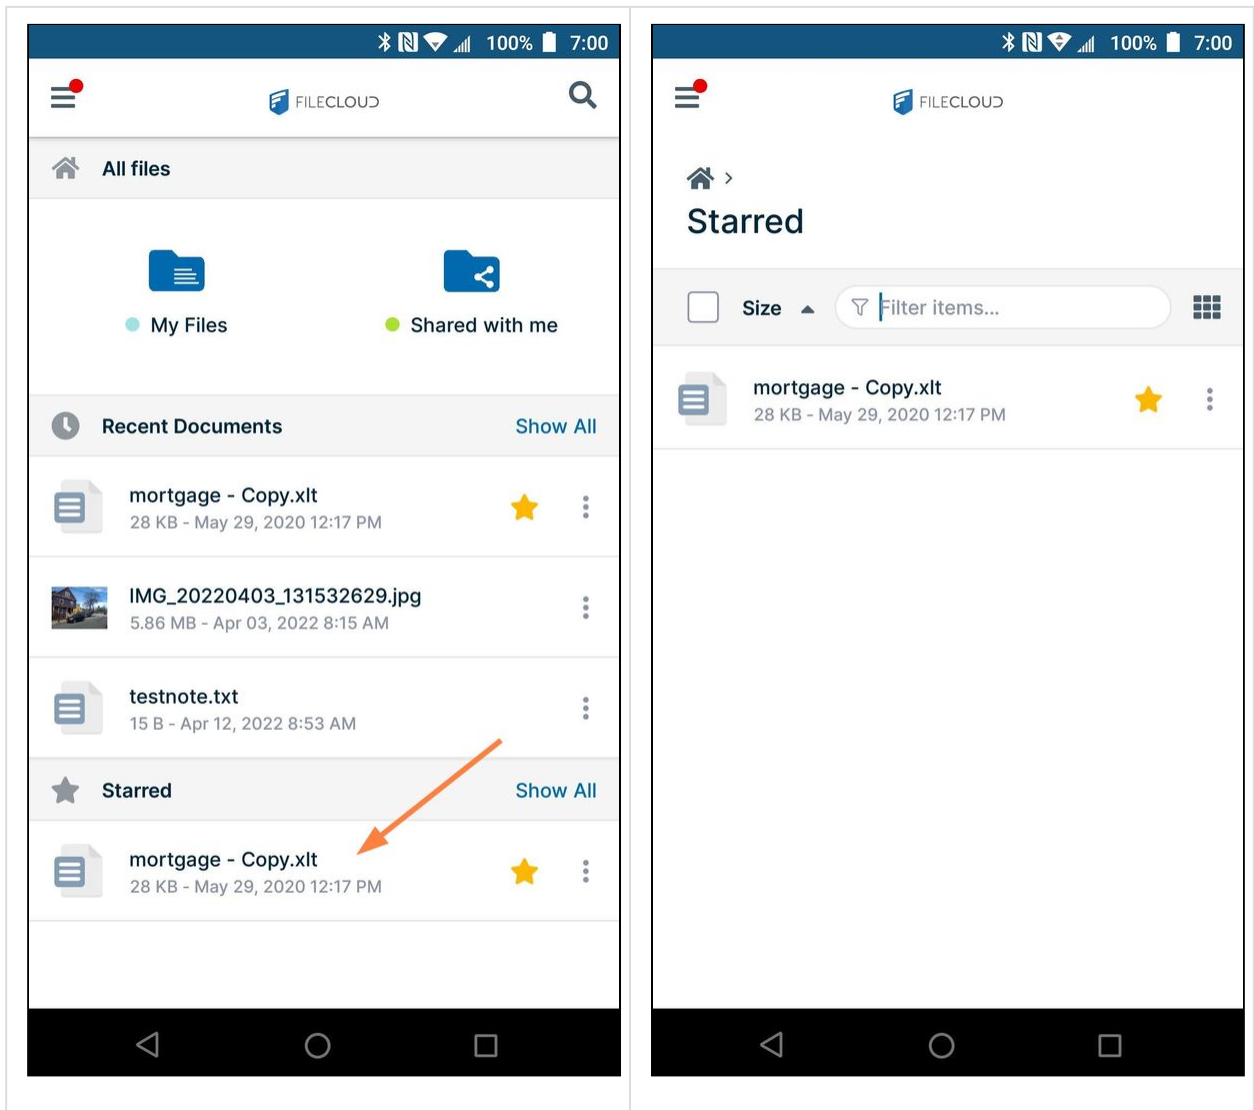 100% 7:00
FILECLOUD
All files
My Files
Shared with me
Recent Documents Show All
mortgage - Copy.xlt
28 KB - May 29, 2020 12:17 PM
IMG_20220403_131532629.jpg
5.86 MB - Apr 03, 2022 8:15 AM
testnote.txt
15 B - Apr 12, 2022 8:53 AM
Starred Show All
mortgage - Copy.xlt
28 KB - May 29, 2020 12:17 PM
100% 7:00
FILECLOUD
Starred
Size Filter items...
mortgage - Copy.xlt
28 KB - May 29, 2020 12:17 PM